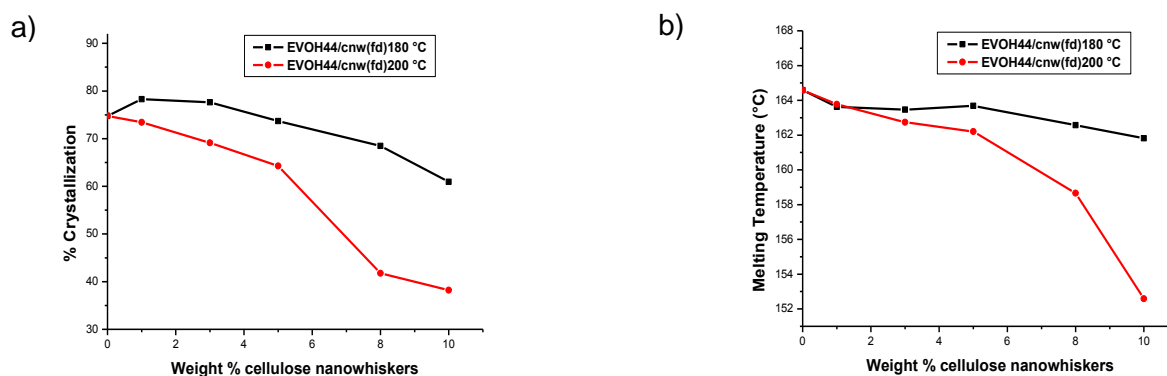 a)
90
80
70
60
50
40
30
% Crystallization
EVOH44/cnw(fd)180 °C
EVOH44/cnw(fd)200 °C
0 2 4 6 8 10
Weight % cellulose nanowhiskers
b)
168
166
164
162
160
158
156
154
152
Melting Temperature (°C)
EVOH44/cnw(fd)180 °C
EVOH44/cnw(fd)200 °C
0 2 4 6 8 10
Weight % cellulose nanowhiskers